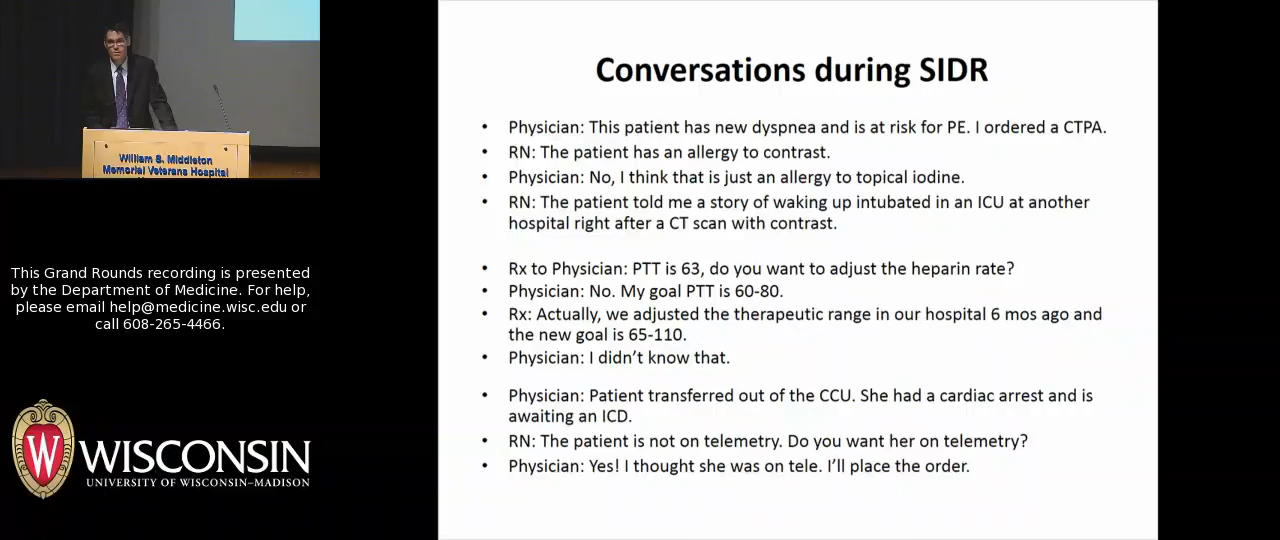 William S. Middleton
Memorial Veterans Hospital
This Grand Rounds recording is presented
by the Department of Medicine. For help,
please email help@medicine.wisc.edu or
call 608-265-4466.
W
WISCONSIN
UNIVERSITY OF WISCONSIN–MADISON
Conversations during SIDR
• Physician: This patient has new dyspnea and is at risk for PE. I ordered a CTPA.
• RN: The patient has an allergy to contrast.
• Physician: No, I think that is just an allergy to topical iodine.
• RN: The patient told me a story of waking up intubated in an ICU at another
hospital right after a CT scan with contrast.
• Rx to Physician: PTT is 63, do you want to adjust the heparin rate?
• Physician: No. My goal PTT is 60-80.
• Rx: Actually, we adjusted the therapeutic range in our hospital 6 mos ago and
the new goal is 65-110.
• Physician: I didn’t know that.
• Physician: Patient transferred out of the CCU. She had a cardiac arrest and is
awaiting an ICD.
• RN: The patient is not on telemetry. Do you want her on telemetry?
• Physician: Yes! I thought she was on tele. I’ll place the order.